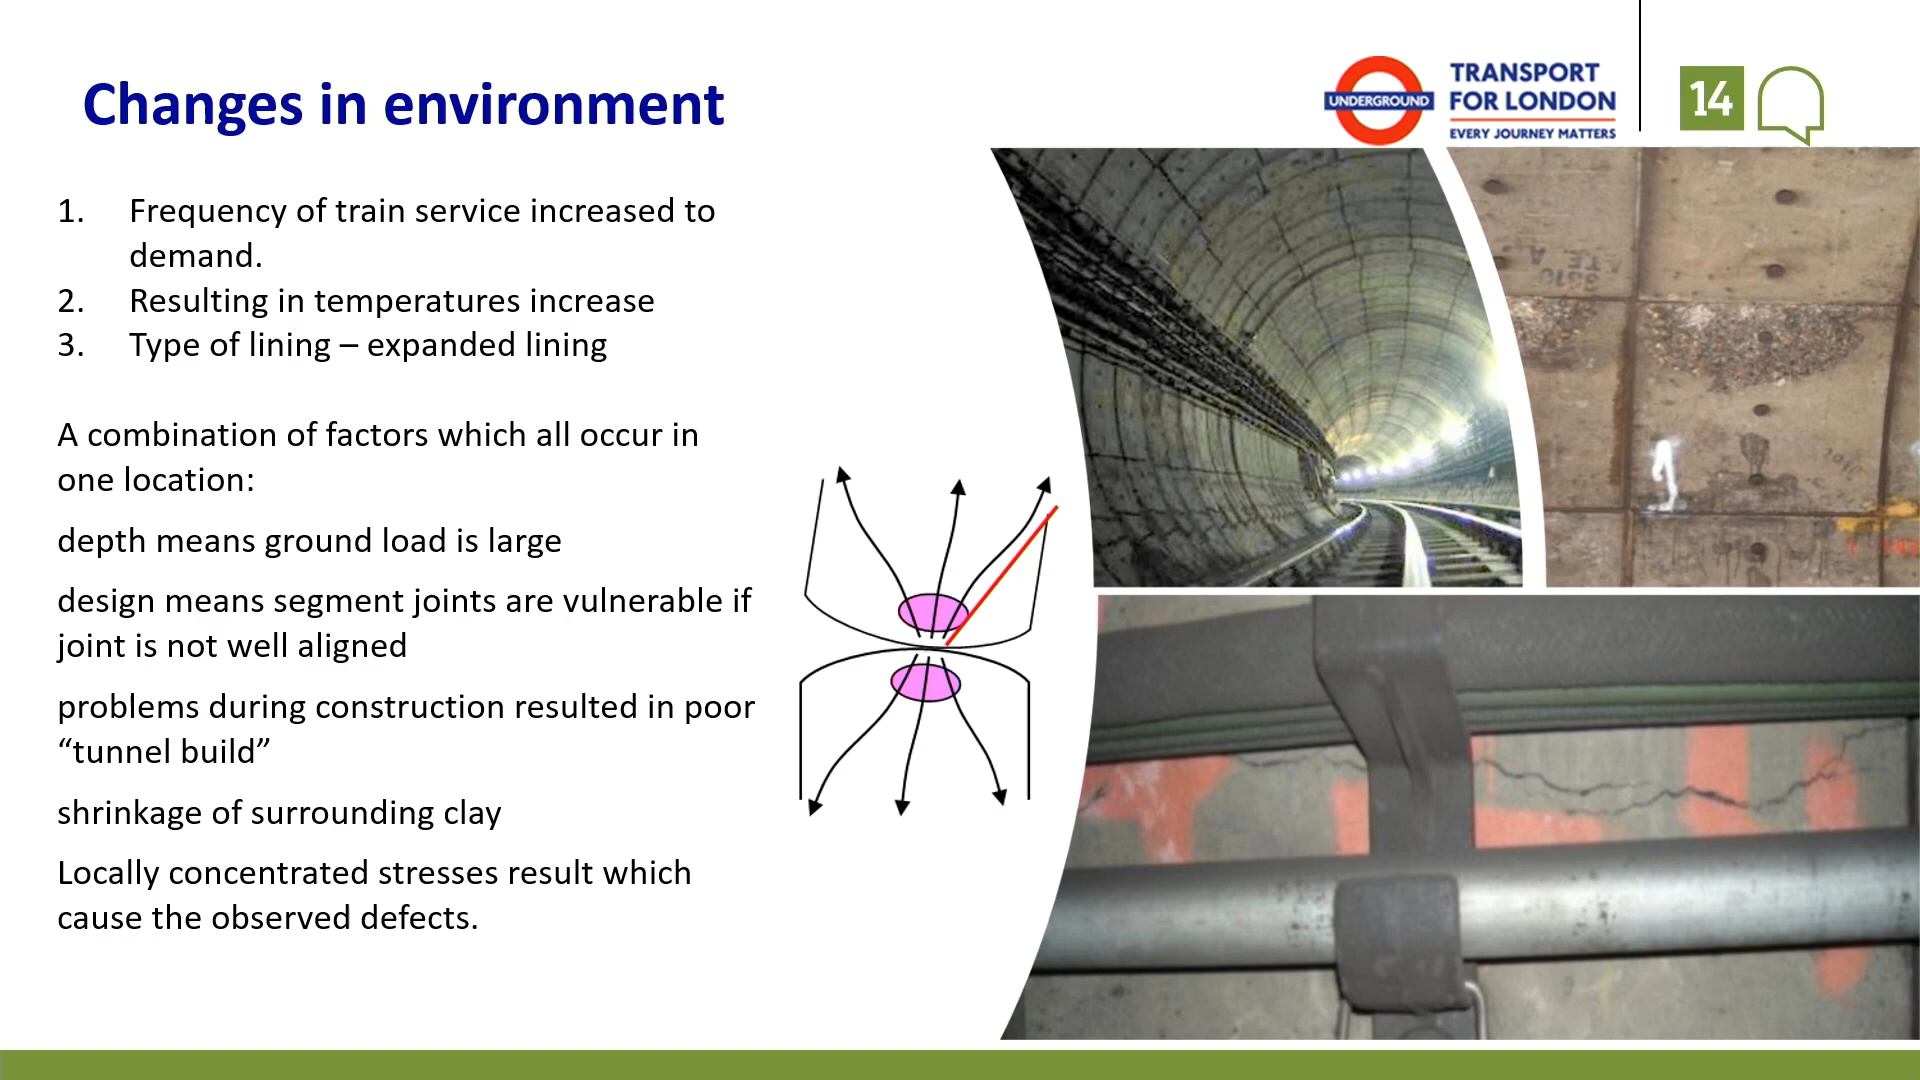 Changes in environment
UNDERGROUND
TRANSPORT
FOR LONDON
EVERY JOURNEY MATTERS
14
1. Frequency of train service increased to
demand.
2. Resulting in temperatures increase
3. Type of lining – expanded lining
A combination of factors which all occur in
one location:
depth means ground load is large
design means segment joints are vulnerable if
joint is not well aligned
problems during construction resulted in poor
“tunnel build”
shrinkage of surrounding clay
Locally concentrated stresses result which
cause the observed defects.